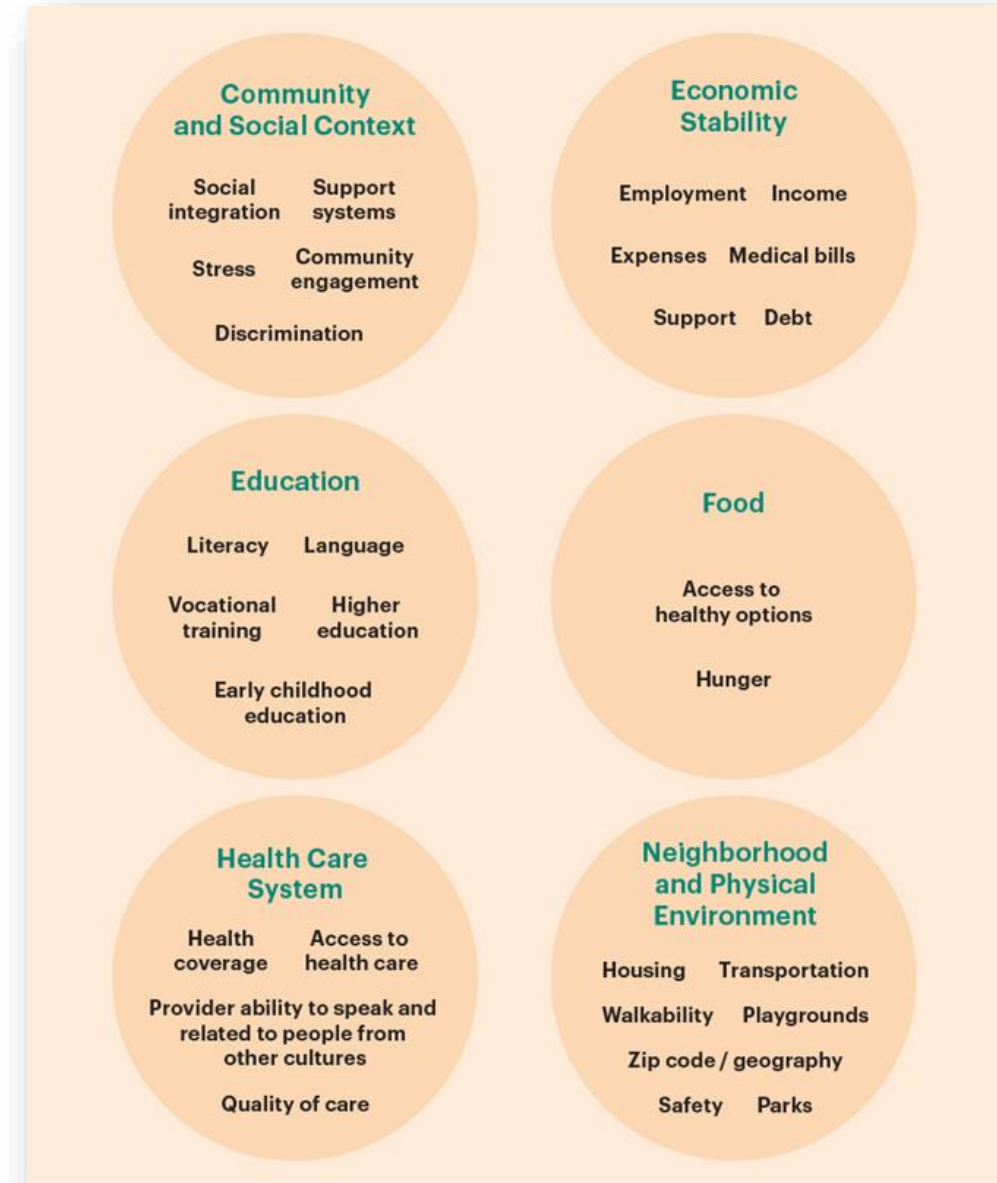 Community
and Social Context
Social
integration
Support
systems
Stress
Community
engagement
Discrimination
Economic
Stability
Employment Income
Expenses Medical bills
Support Debt
Education
Literacy Language
Vocational
training
Higher
education
Early childhood
education
Food
Access to
healthy options
Hunger
Health Care
System
Health
coverage
Access to
health care
Provider ability to speak and
related to people from
other cultures
Quality of care
Neighborhood
and Physical
Environment
Housing Transportation
Walkability Playgrounds
Zip code / geography
Safety Parks